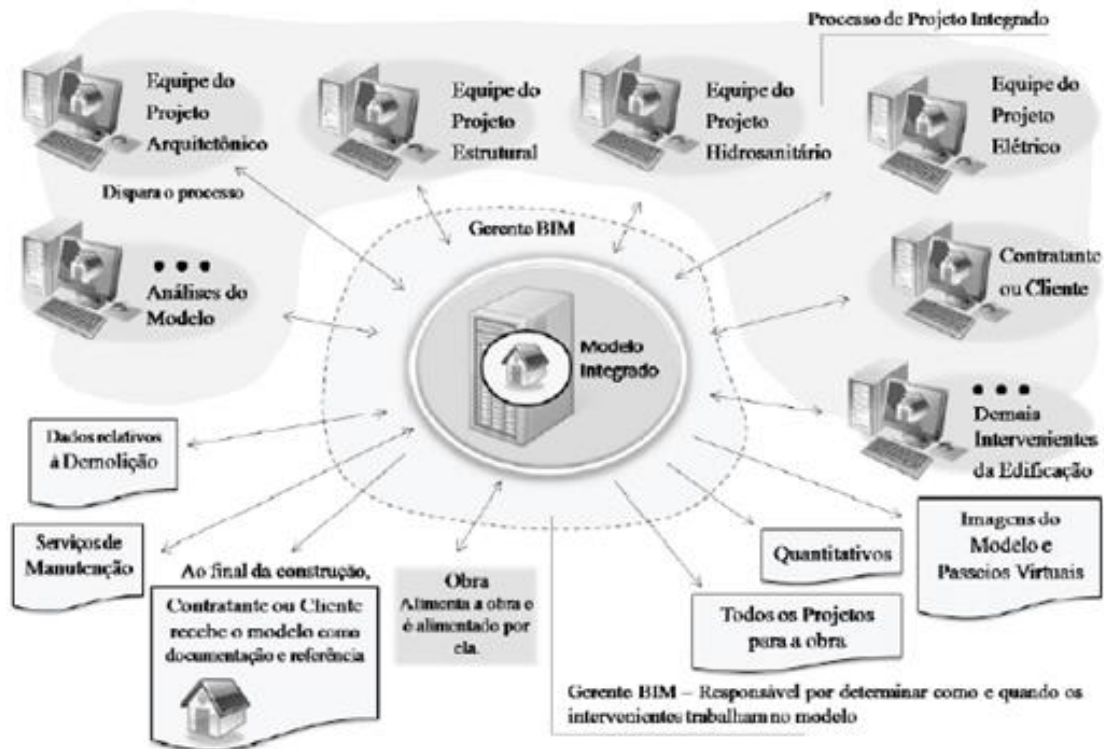 Processo de Projeto Integrado
Equipe do
Projeto
Arquitetônico
Equipe do
Projeto
Estrutural
Equipe do
Projeto
Hidrosanitário
Equipe do
Projeto
Elétrico
Dispara o processo
Gerente BIM
Análises do
Modelo
Contratante
ou Cliente
Modelo
Integrado
Demais
Intervenientes
da Edificação
Dados relativos
à Demolição
Serviços de
Manutenção
Ao final da construção,
Contratante ou Cliente
recebe o modelo como
documentação e referência
Obra
Alimenta a obra e
é alimentado por
ela.
Quantitativos
Imagens do
Modelo e
Passeios Virtuais
Todos os Projetos
para a obra
Gerente BIM – Responsável por determinar como e quando os
intervenientes trabalham no modelo